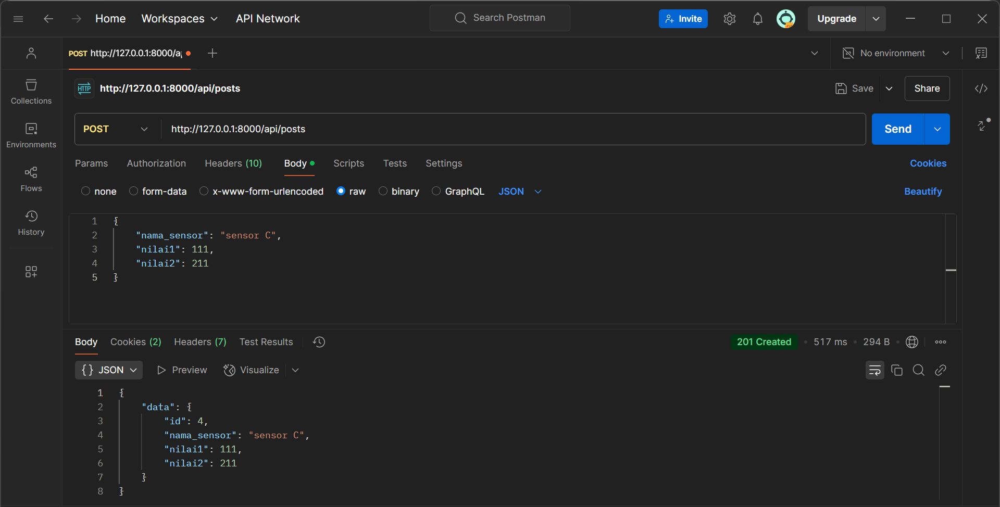 Home Workspaces API Network Search Postman Invite Upgrade
POST http://127.0.0.1:8000/a No environment
HTTP http://127.0.0.1:8000/api/posts Save Share
Collections
Environments
Flows
History
POST http://127.0.0.1:8000/api/posts Send
Params Authorization Headers (10) Body Scripts Tests Settings Cookies
none form-data x-www-form-urlencoded raw binary GraphQL JSON Beautify
1 {
2 "nama_sensor": "sensor C",
3 "nilai1": 111,
4 "nilai2": 211
5 }
Body Cookies (2) Headers (7) Test Results 201 Created • 517 ms • 294 B •
{} JSON Preview Visualize
1 {
2 "data": {
3 "id": 4,
4 "nama_sensor": "sensor C",
5 "nilai1": 111,
6 "nilai2": 211
7 }
8 }